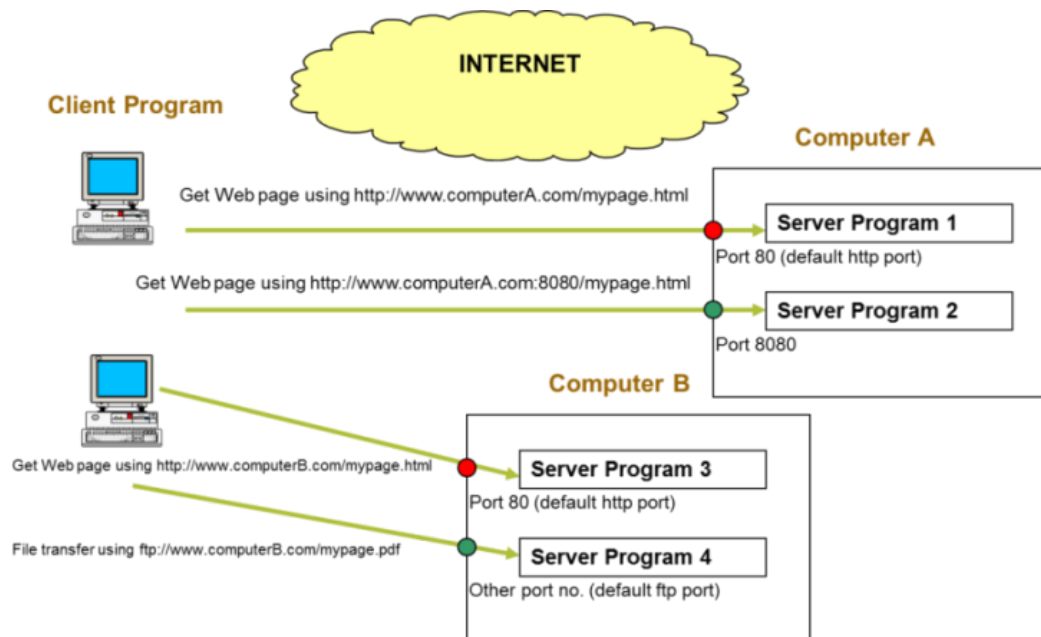 INTERNET
Client Program
Computer A
Get Web page using http://www.computerA.com/mypage.html
Server Program 1
Port 80 (default http port)
Get Web page using http://www.computerA.com:8080/mypage.html
Server Program 2
Port 8080
Computer B
Get Web page using http://www.computerB.com/mypage.html
Server Program 3
Port 80 (default http port)
File transfer using ftp://www.computerB.com/mypage.pdf
Server Program 4
Other port no. (default ftp port)